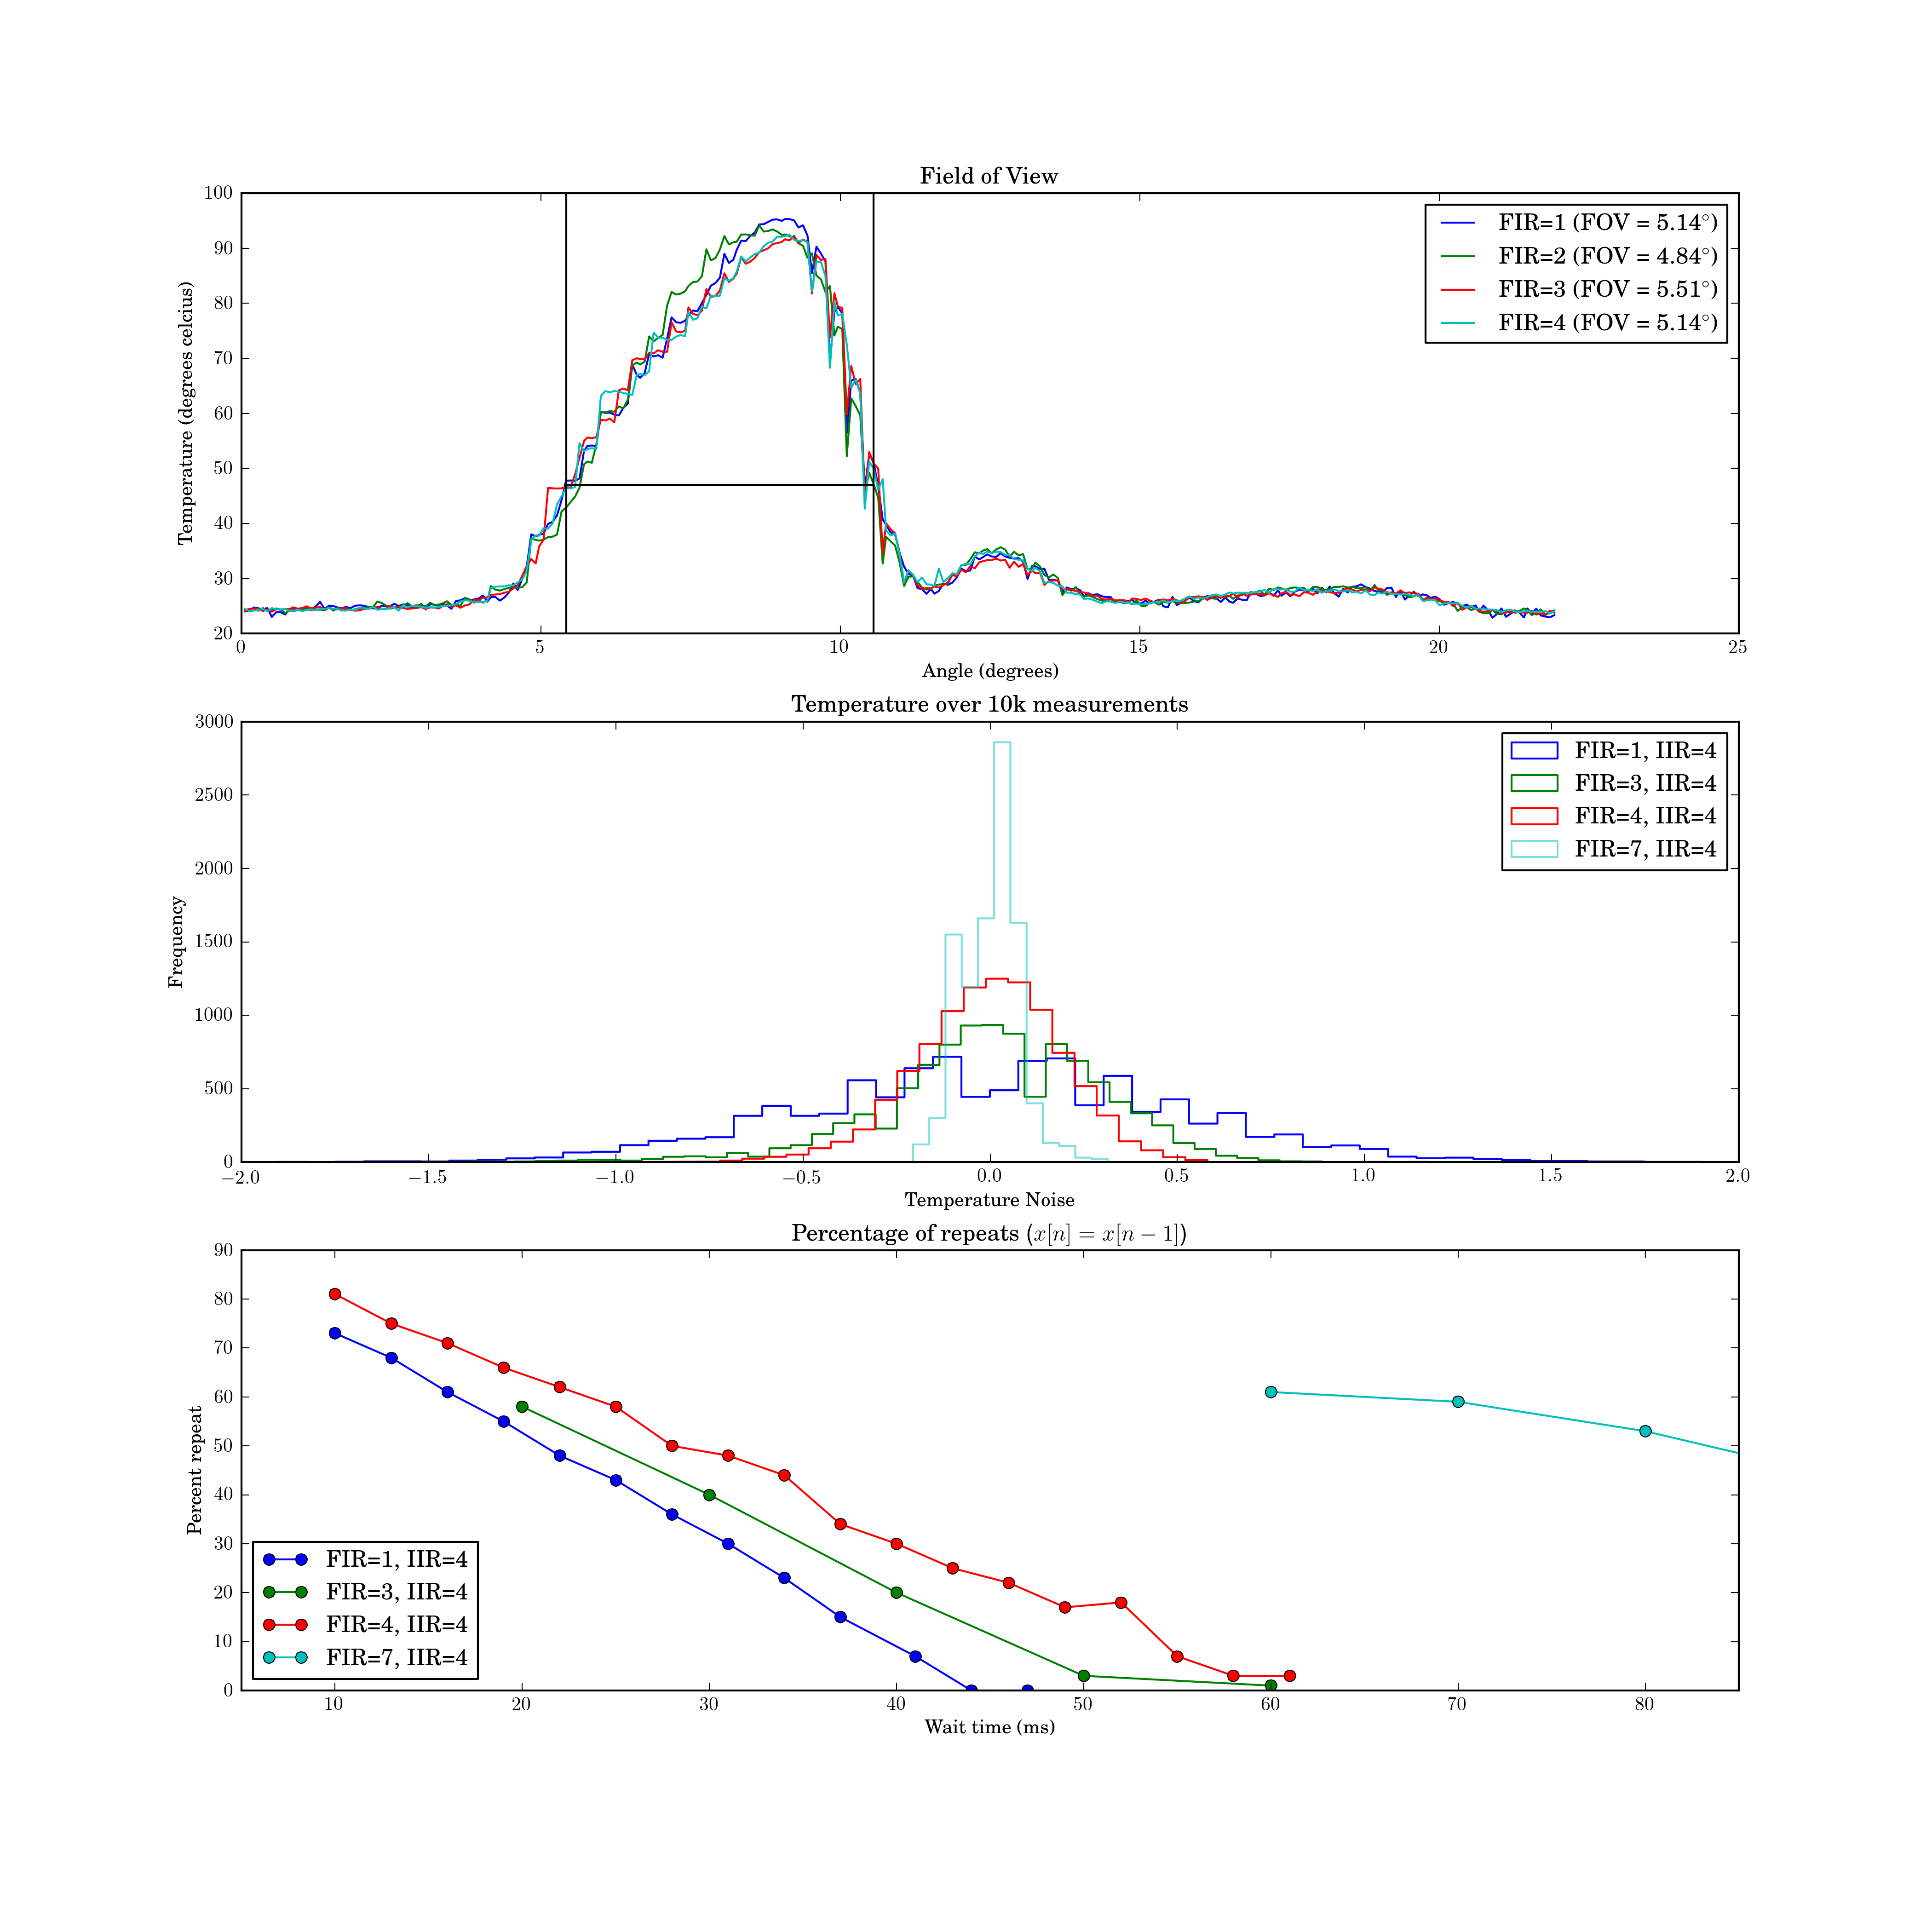 Field of View
100
90
80
70
60
50
40
30
20
Temperature (degrees celcius)
FIR=1 (FOV = 5.14°)
FIR=2 (FOV = 4.84°)
FIR=3 (FOV = 5.51°)
FIR=4 (FOV = 5.14°)
0 5 10 15 20 25
Angle (degrees)
Temperature over 10k measurements
3000
2500
2000
1500
1000
500
0
Frequency
FIR=1, IIR=4
FIR=3, IIR=4
FIR=4, IIR=4
FIR=7, IIR=4
−2.0 −1.5 −1.0 −0.5 0.0 0.5 1.0 1.5 2.0
Temperature Noise
Percentage of repeats (x[n] = x[n − 1])
90
80
70
60
50
40
30
20
10
0
Percent repeat
FIR=1, IIR=4
FIR=3, IIR=4
FIR=4, IIR=4
FIR=7, IIR=4
10 20 30 40 50 60 70 80
Wait time (ms)